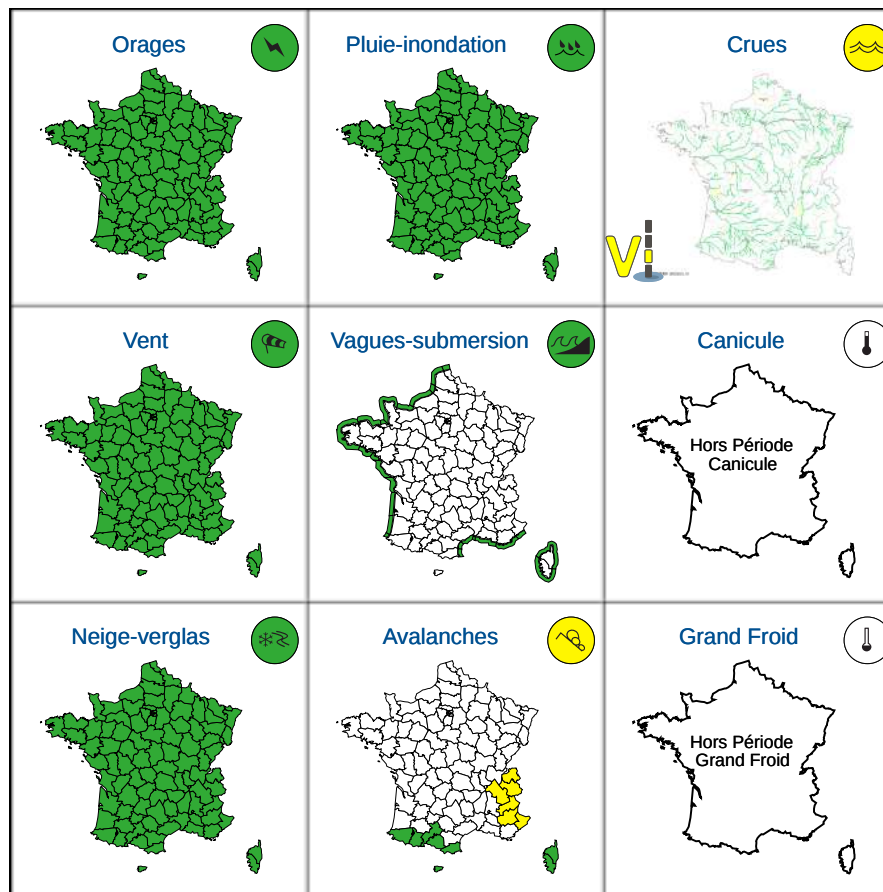 Orages
Pluie-inondation
Crues
Vi
Vent
Vagues-submersion
Canicule
Hors Période
Canicule
Neige-verglas
Avalanches
Grand Froid
Hors Période
Grand Froid